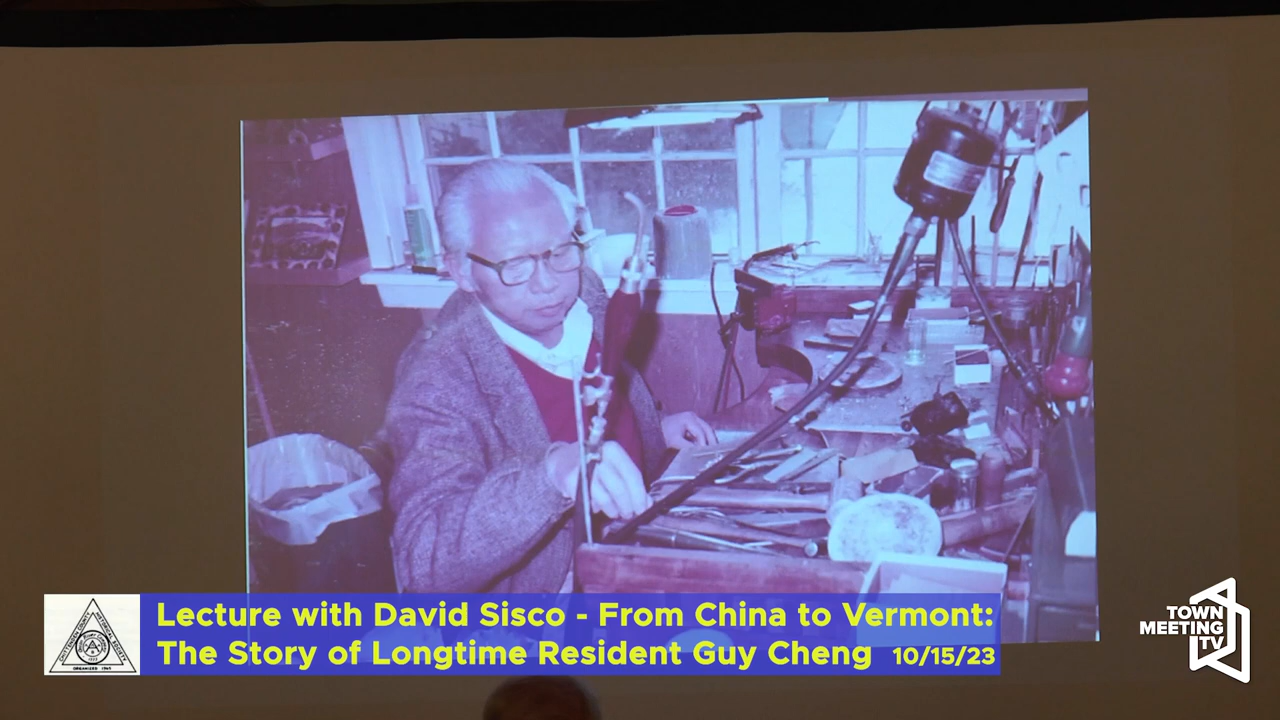 Lecture with David Sisco - From China to Vermont:
The Story of Longtime Resident Guy Cheng 10/15/23
TOWN
MEETING
TV